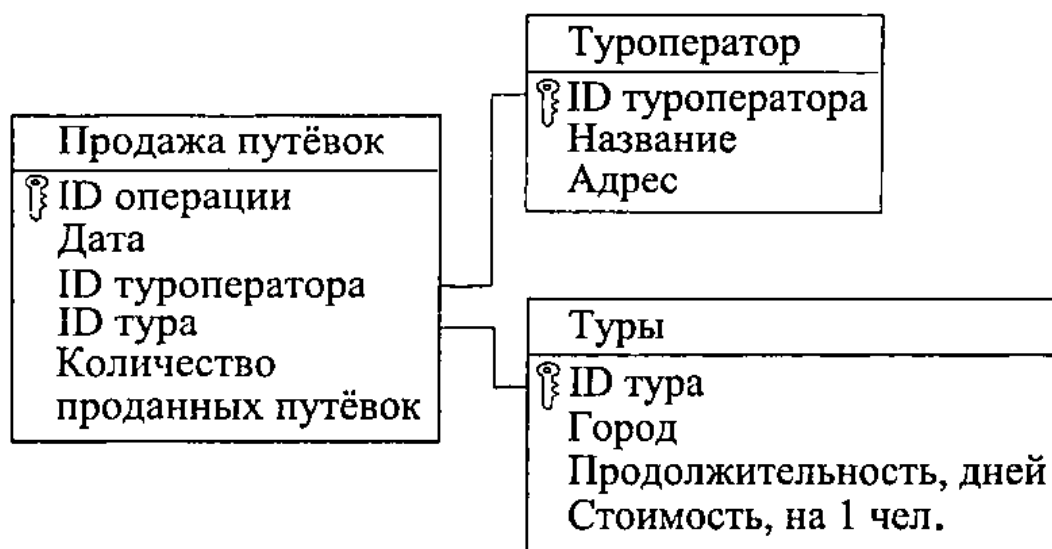 Продажа путёвок
ID операции
Дата
ID туроператора
ID тура
Количество
проданных путёвок
Туроператор
ID туроператора
Название
Адрес
Туры
ID тура
Город
Продолжительность, дней
Стоимость, на 1 чел.